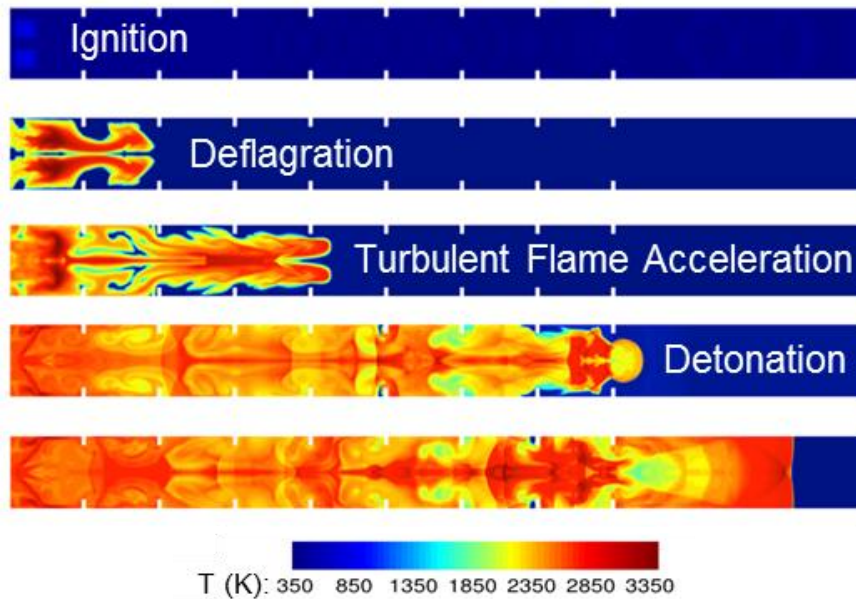 Ignition
Deflagration
Turbulent Flame Acceleration
Detonation
T (K): 350 850 1350 1850 2350 2850 3350